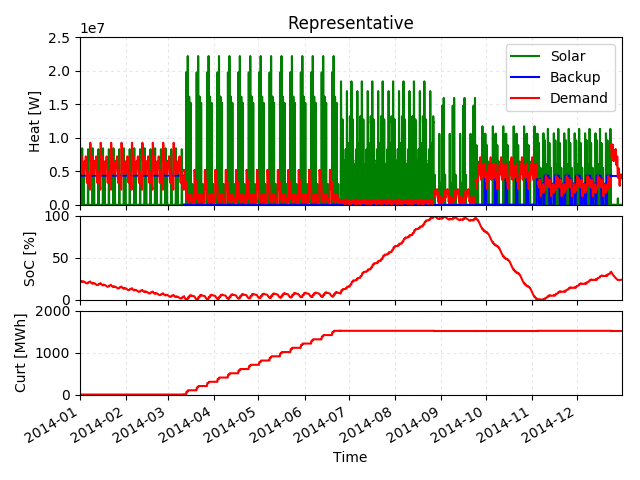 Representative
1e7
Heat [W]
2.5
2.0
1.5
1.0
0.5
0.0
Solar
Backup
Demand
SoC [%]
100
50
0
Curt [MWh]
2000
1000
0
2014-01
2014-02
2014-03
2014-04
2014-05
2014-06
2014-07
2014-08
2014-09
2014-10
2014-11
2014-12
Time